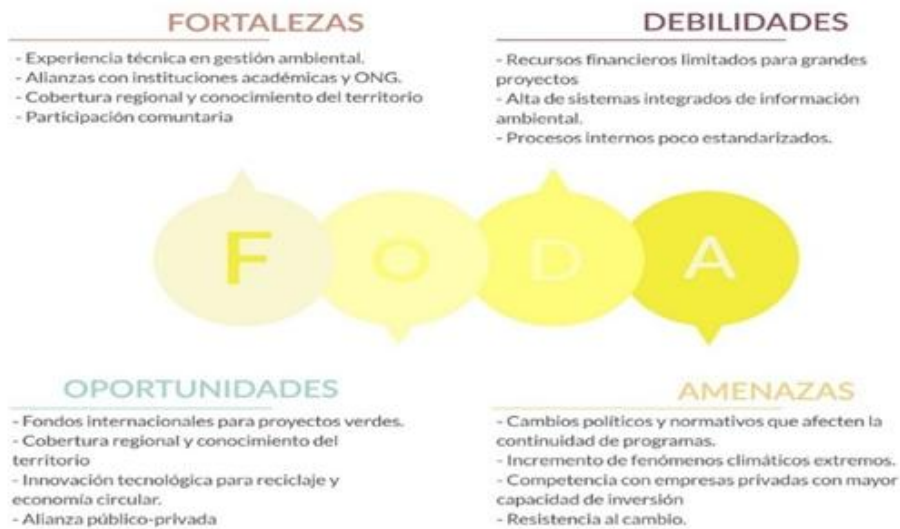 FORTALEZAS
- Experiencia técnica en gestión ambiental.
- Alianzas con instituciones académicas y ONG.
- Cobertura regional y conocimiento del territorio
- Participación comuntaria
DEBILIDADES
- Recursos financieros limitados para grandes
proyectos
- Alta de sistemas integrados de información
ambiental.
- Procesos internos poco estandarizados.
F O D A
OPORTUNIDADES
- Fondos internacionales para proyectos verdes.
- Cobertura regional y conocimiento del
territorio
- Innovación tecnológica para reciclaje y
economía circular.
- Alianza público-privada
AMENAZAS
- Cambios políticos y normativos que afecten la
continuidad de programas.
- Incremento de fenómenos climáticos extremos.
- Competencia con empresas privadas con mayor
capacidad de inversión
- Resistencia al cambio.